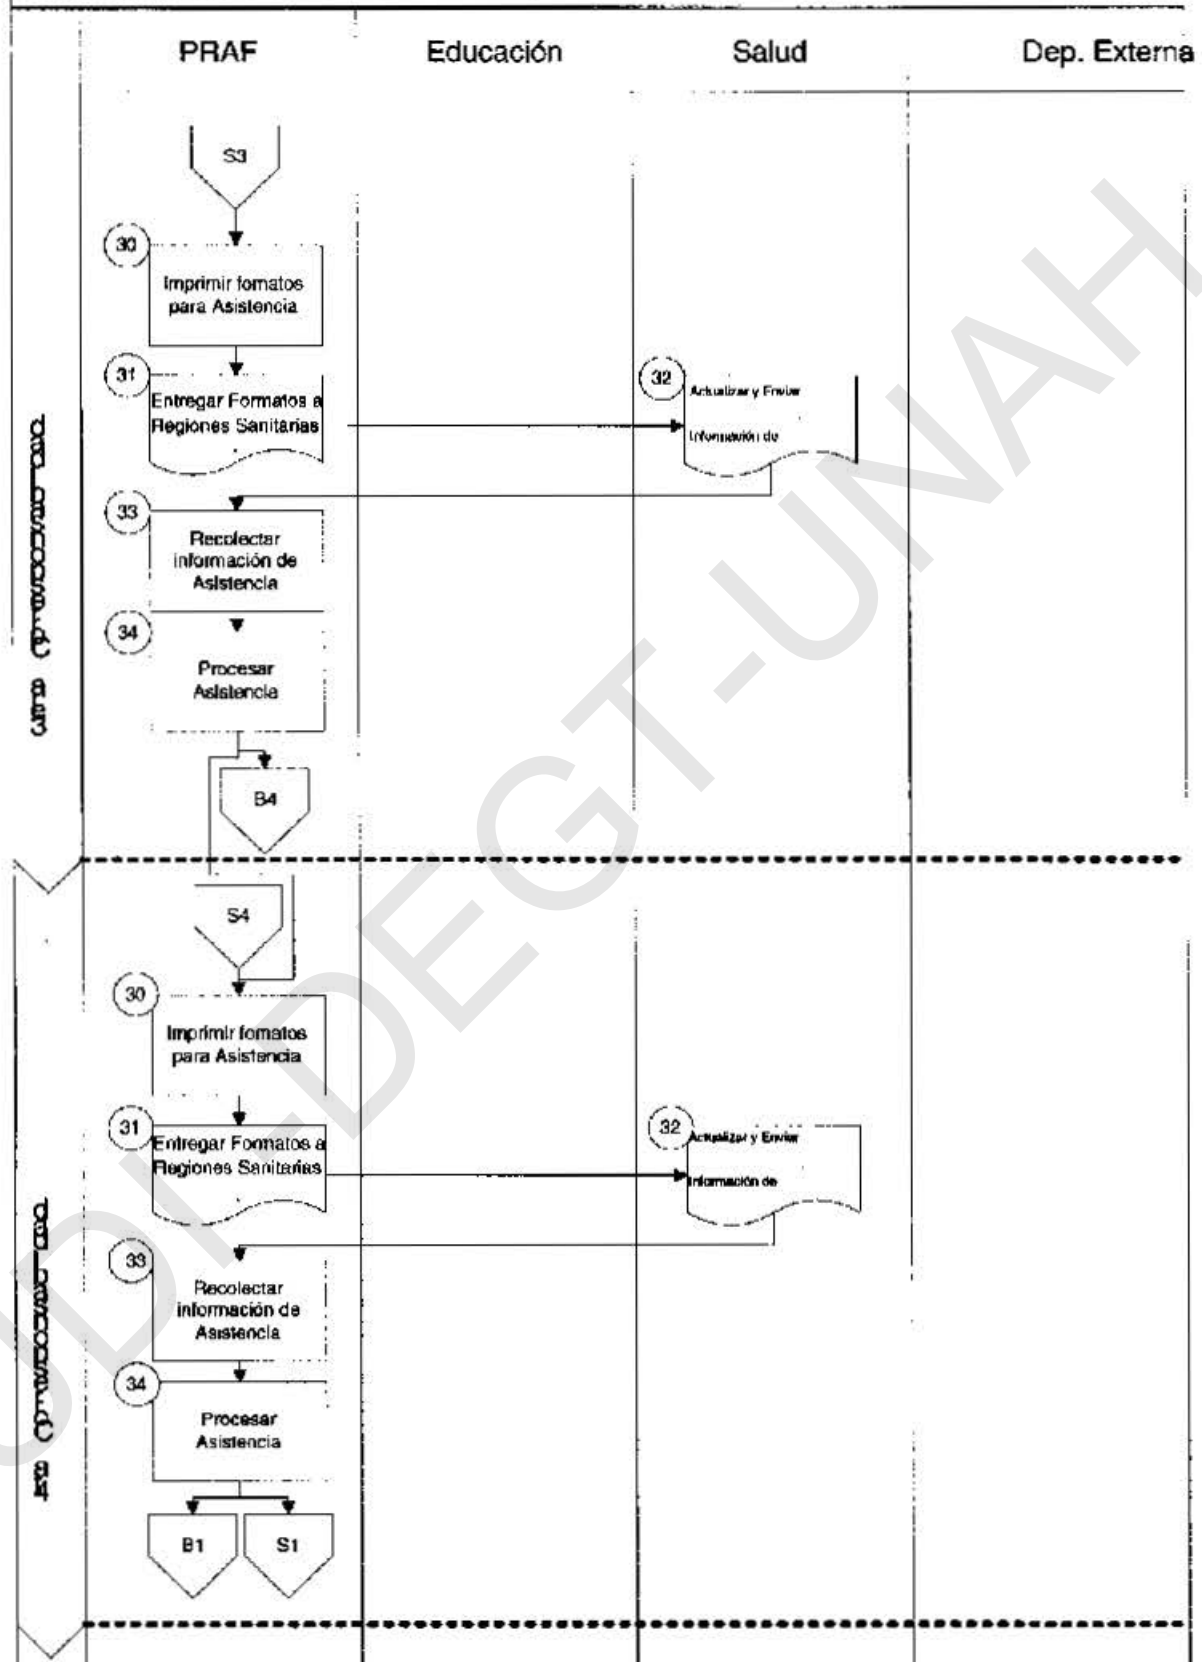 PRAF Educación Salud Dep. Externa
S3
30
Imprimir fomatos
para Asistencia
31
Entregar Formatos a
Regiones Sanitarias
32
Actualizar y Enviar
Información de
33
Recolectar
información de
Asistencia
34
Procesar
Asistencia
B4
S4
30
Imprimir fomatos
para Asistencia
31
Entregar Formatos a
Regiones Sanitarias
32
Actualizar y Enviar
Información de
33
Recolectar
información de
Asistencia
34
Procesar
Asistencia
B1 S1
UDI-DEGT-UNAH